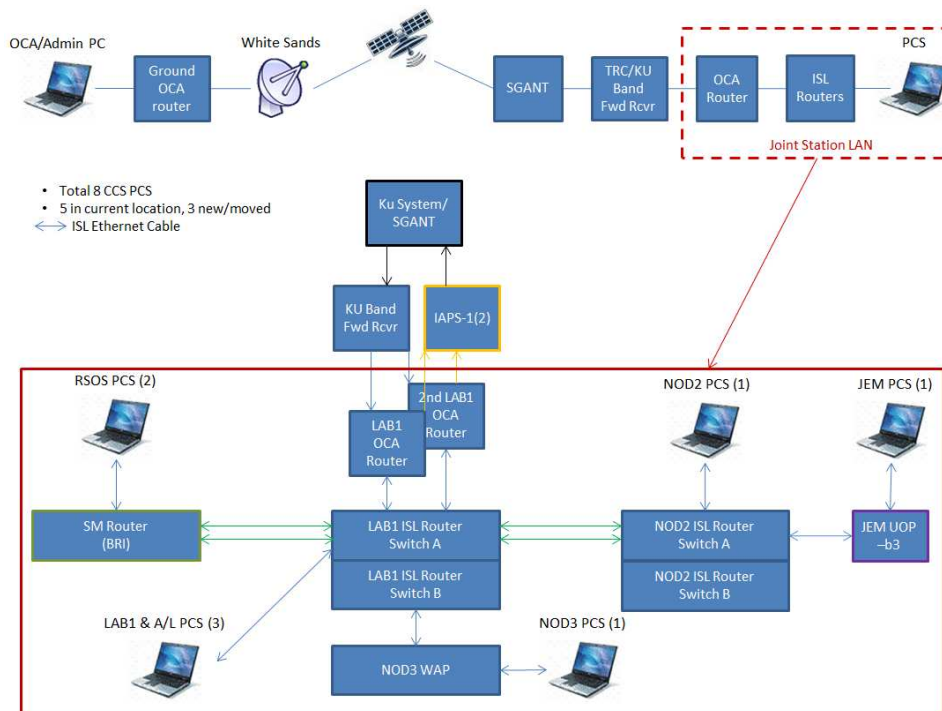 OCA/Admin PC
Ground
OCA
router
White Sands
SGANT
TRC/KU
Band
Fwd Rcvr
OCA
Router
ISL
Routers
PCS
Joint Station LAN
• Total 8 CCS PCS
• 5 in current location, 3 new/moved
ISL Ethernet Cable
Ku System/
SGANT
KU Band
Fwd Rcvr
IAPS-1(2)
RSOS PCS (2)
LAB1
OCA
Router
2nd LAB1
OCA
Router
NOD2 PCS (1)
JEM PCS (1)
SM Router
(BRI)
LAB1 ISL Router
Switch A
LAB1 ISL Router
Switch B
NOD2 ISL Router
Switch A
NOD2 ISL Router
Switch B
JEM UOP
–b3
LAB1 & A/L PCS (3)
NOD3 WAP
NOD3 PCS (1)